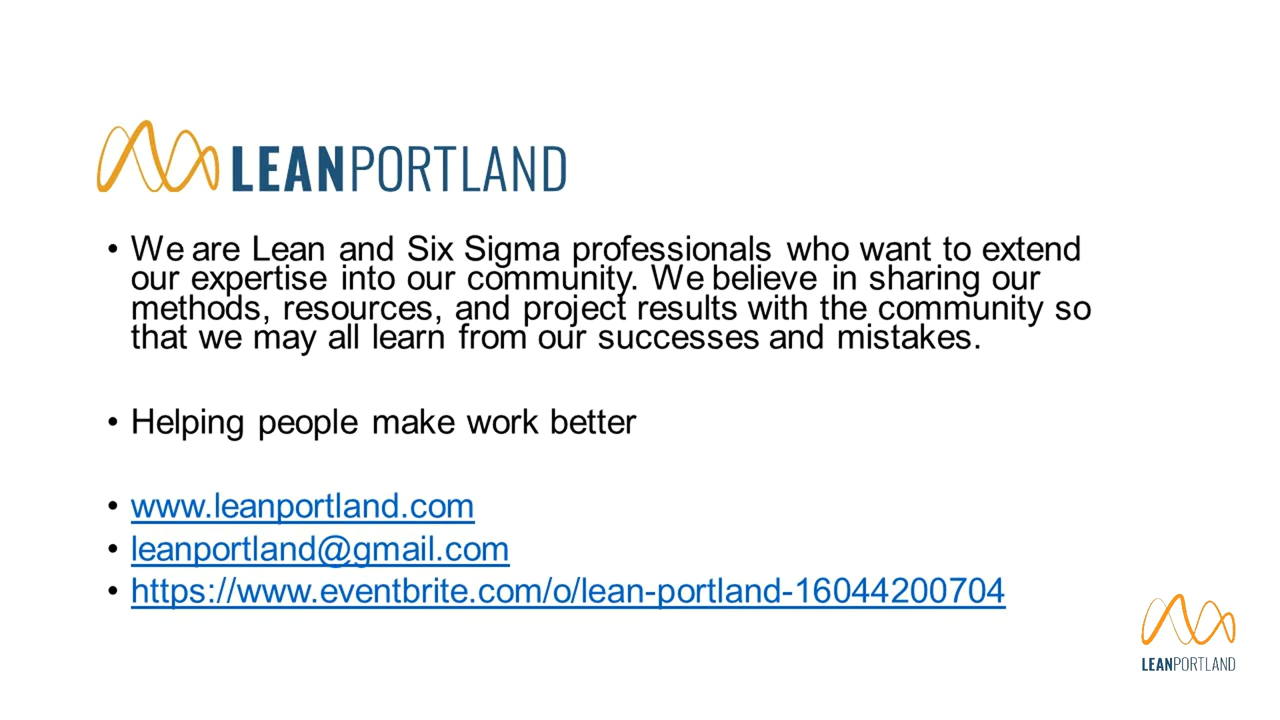 LEANPORTLAND
• We are Lean and Six Sigma professionals who want to extend
our expertise into our community. We believe in sharing our
methods, resources, and project results with the community so
that we may all learn from our successes and mistakes.
• Helping people make work better
• www.leanportland.com
• leanportland@gmail.com
• https://www.eventbrite.com/o/lean-portland-16044200704
LEANPORTLAND